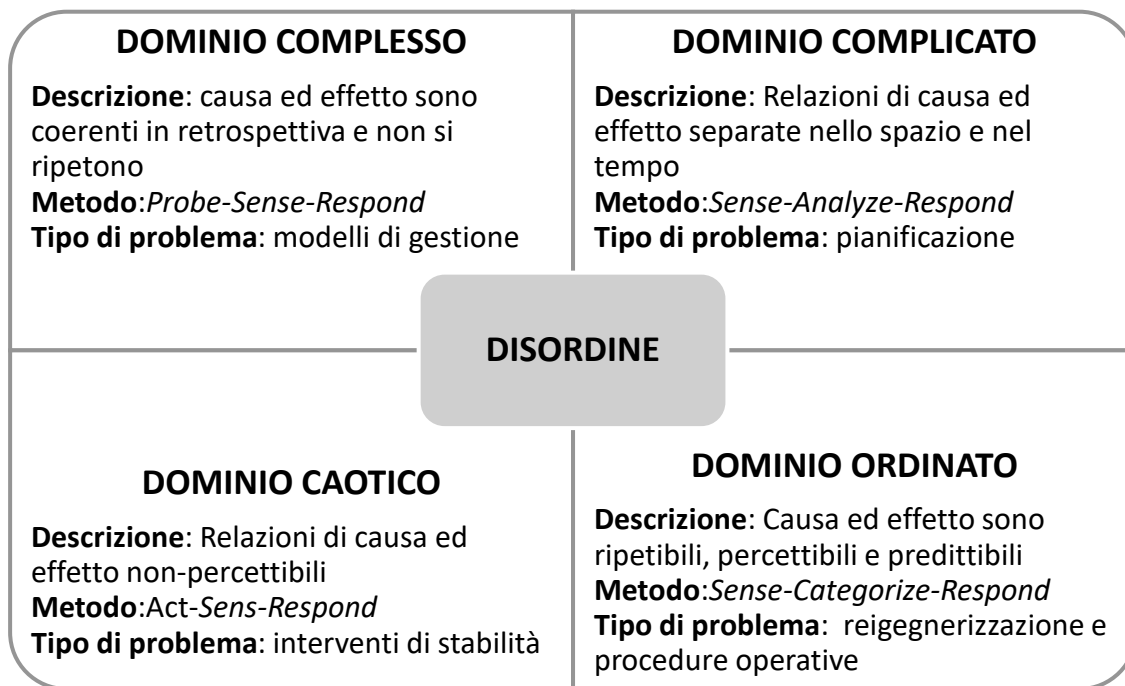 DOMINIO COMPLESSO
Descrizione: causa ed effetto sono
coerenti in retrospettiva e non si
ripetono
Metodo:Probe-Sense-Respond
Tipo di problema: modelli di gestione
DOMINIO COMPLICATO
Descrizione: Relazioni di causa ed
effetto separate nello spazio e nel
tempo
Metodo:Sense-Analyze-Respond
Tipo di problema: pianificazione
DISORDINE
DOMINIO CAOTICO
Descrizione: Relazioni di causa ed
effetto non-percettibili
Metodo:Act-Sens-Respond
Tipo di problema: interventi di stabilità
DOMINIO ORDINATO
Descrizione: Causa ed effetto sono
ripetibili, percettibili e predittibili
Metodo:Sense-Categorize-Respond
Tipo di problema: reigegnerizzazione e
procedure operative